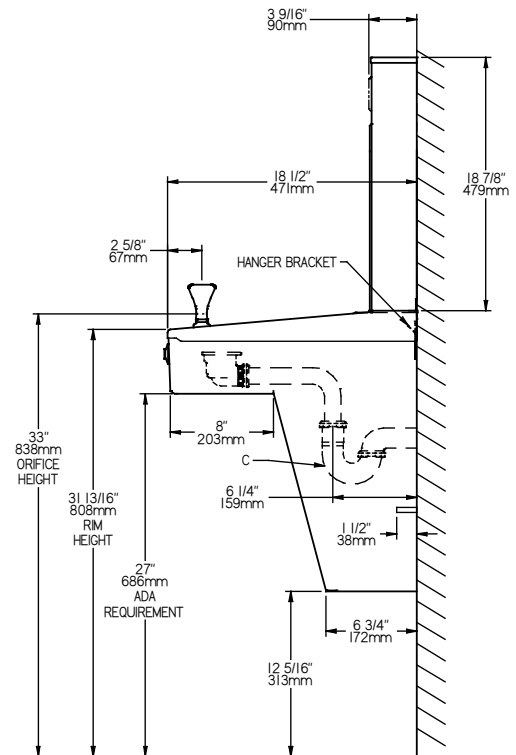 3 9/16"
90mm
18 1/2"
471mm
18 7/8"
479mm
2 5/8"
67mm
HANGER BRACKET
8"
203mm
C
33"
838mm
ORIFICE
HEIGHT
6 1/4"
159mm
31 13/16"
808mm
RIM
HEIGHT
1 1/2"
38mm
27"
686mm
ADA
REQUIREMENT
6 3/4"
172mm
12 5/16"
313mm